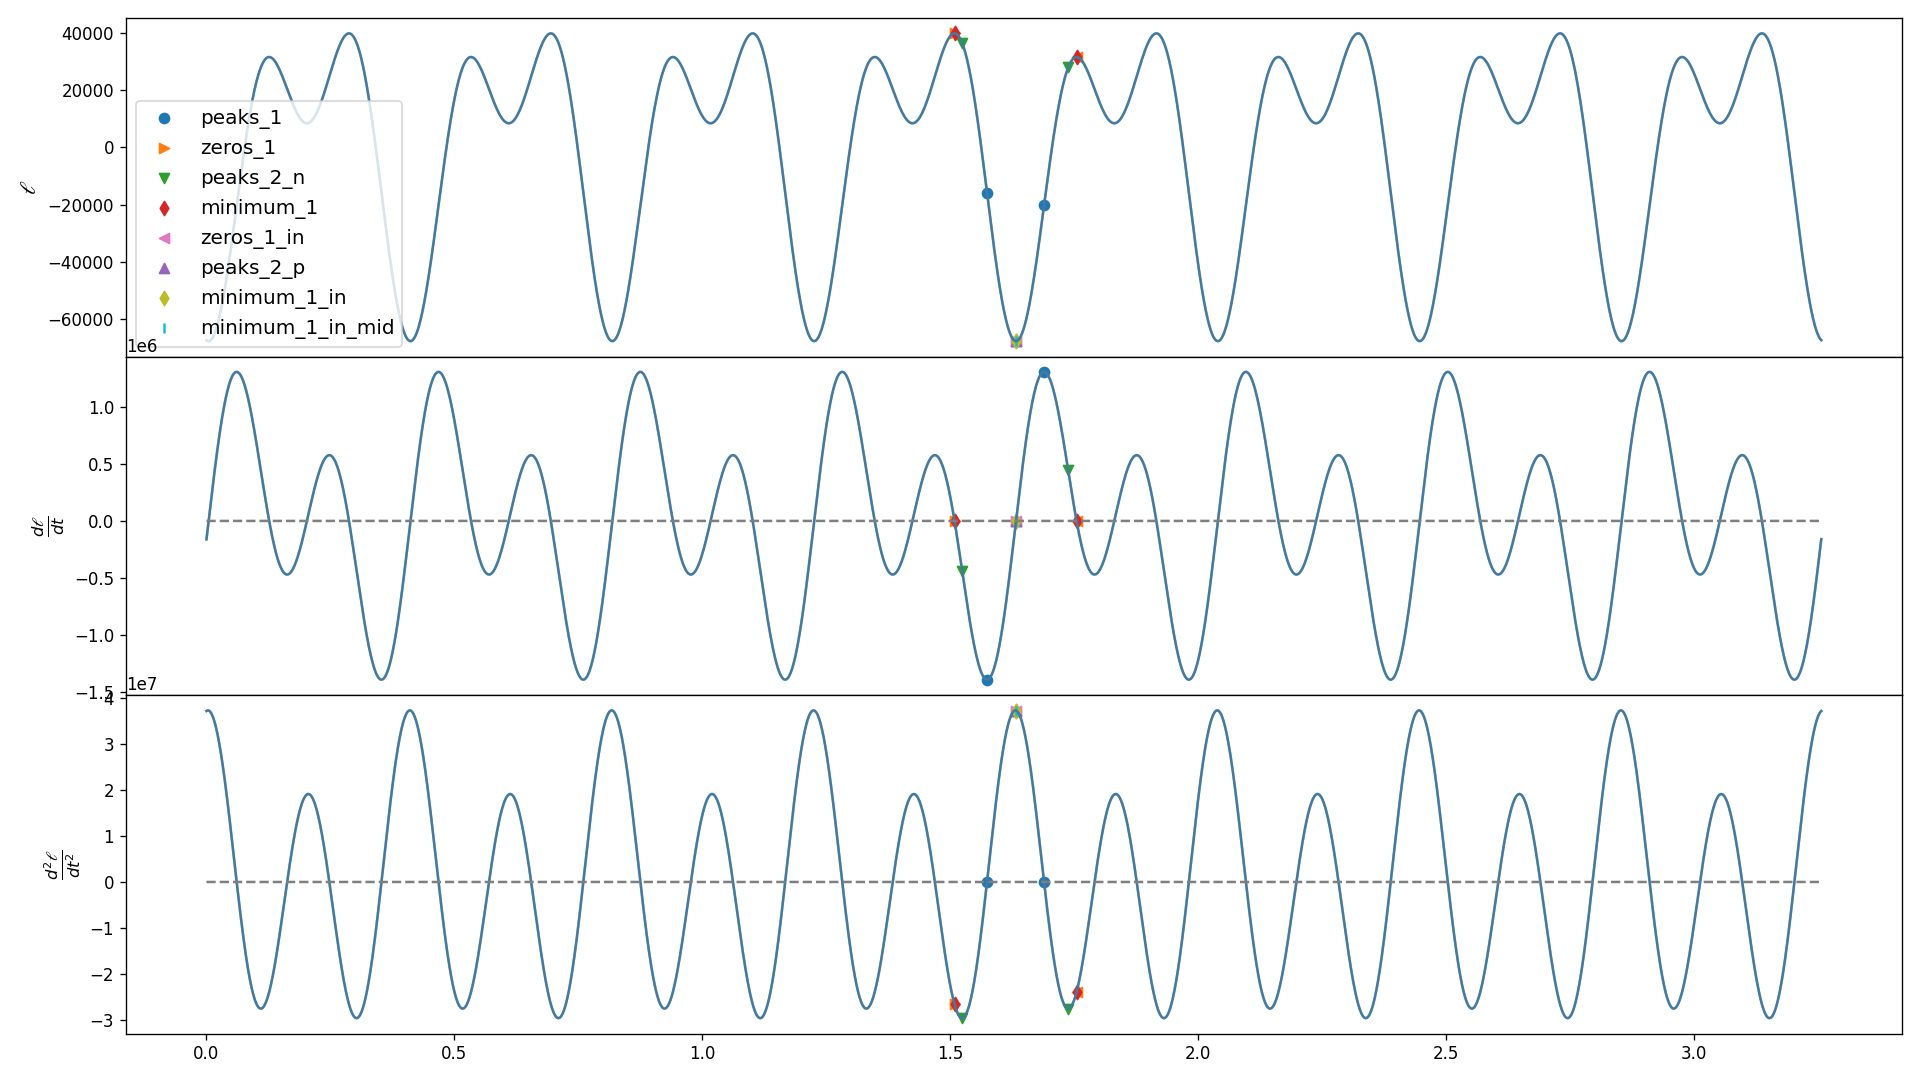 40000
20000
0
−20000
−40000
−60000
ℓ
peaks_1
zeros_1
peaks_2_n
minimum_1
zeros_1_in
peaks_2_p
minimum_1_in
minimum_1_in_mid
1e6
1.0
0.5
0.0
−0.5
−1.0
−1.5
dℓ
dt
1e7
4
3
2
1
0
−1
−2
−3
d²ℓ
dt²
0.0 0.5 1.0 1.5 2.0 2.5 3.0